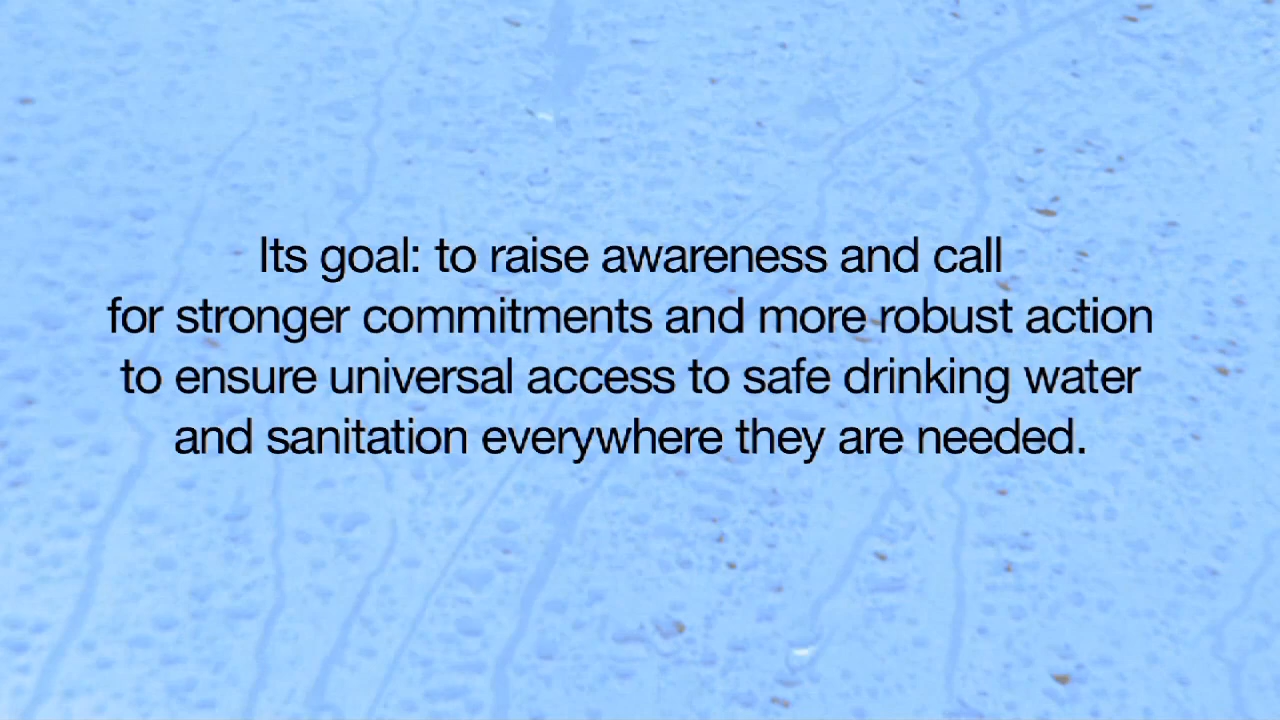 Its goal: to raise awareness and call
for stronger commitments and more robust action
to ensure universal access to safe drinking water
and sanitation everywhere they are needed.